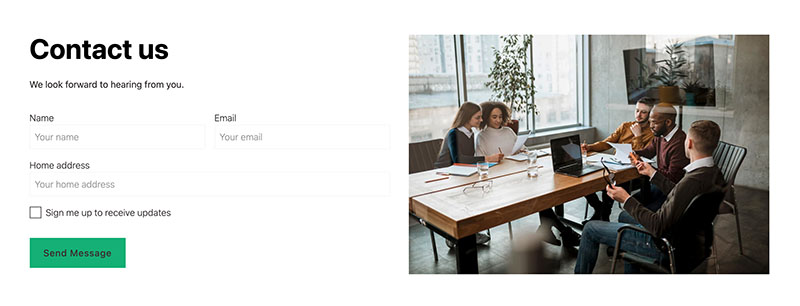 Contact us
We look forward to hearing from you.
Name Email
Your name Your email
Home address
Your home address
Sign me up to receive updates
Send Message